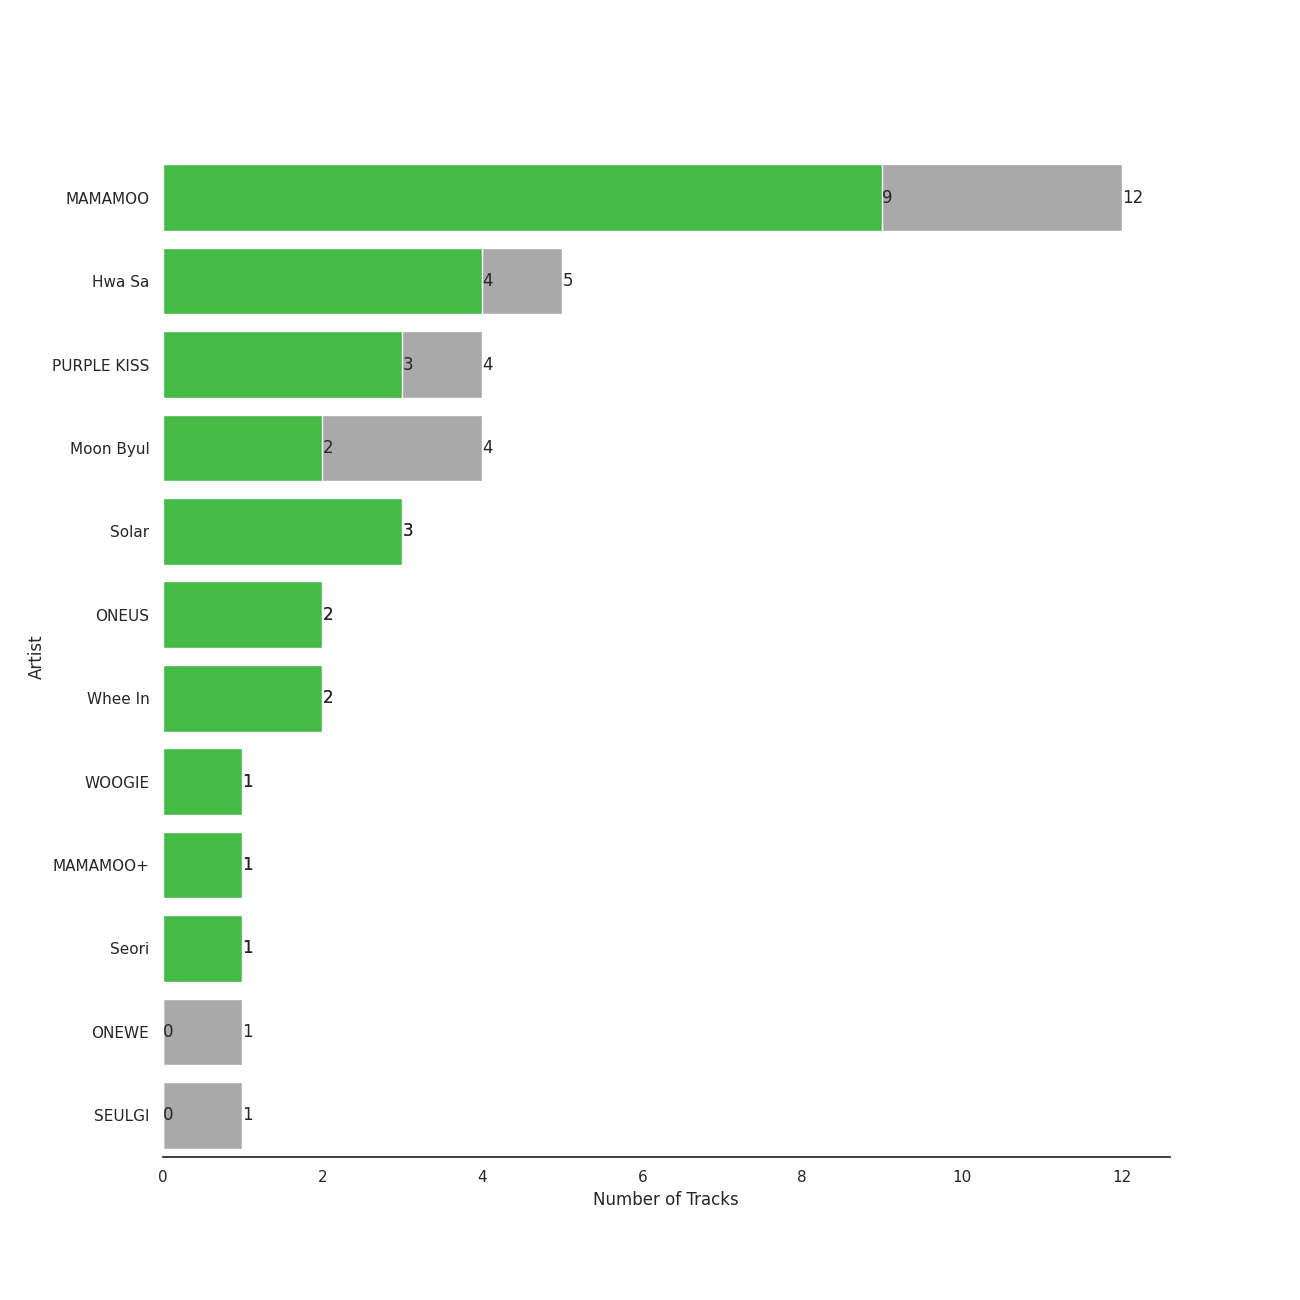 MAMAMOO 9 12
Hwa Sa 4 5
PURPLE KISS 3 4
Moon Byul 2 4
Solar 3
ONEUS 2
Whee In 2
WOOGIE 1
MAMAMOO+ 1
Seori 1
ONEWE 0 1
SEULGI 0 1
0 2 4 6 8 10 12
Number of Tracks
Artist